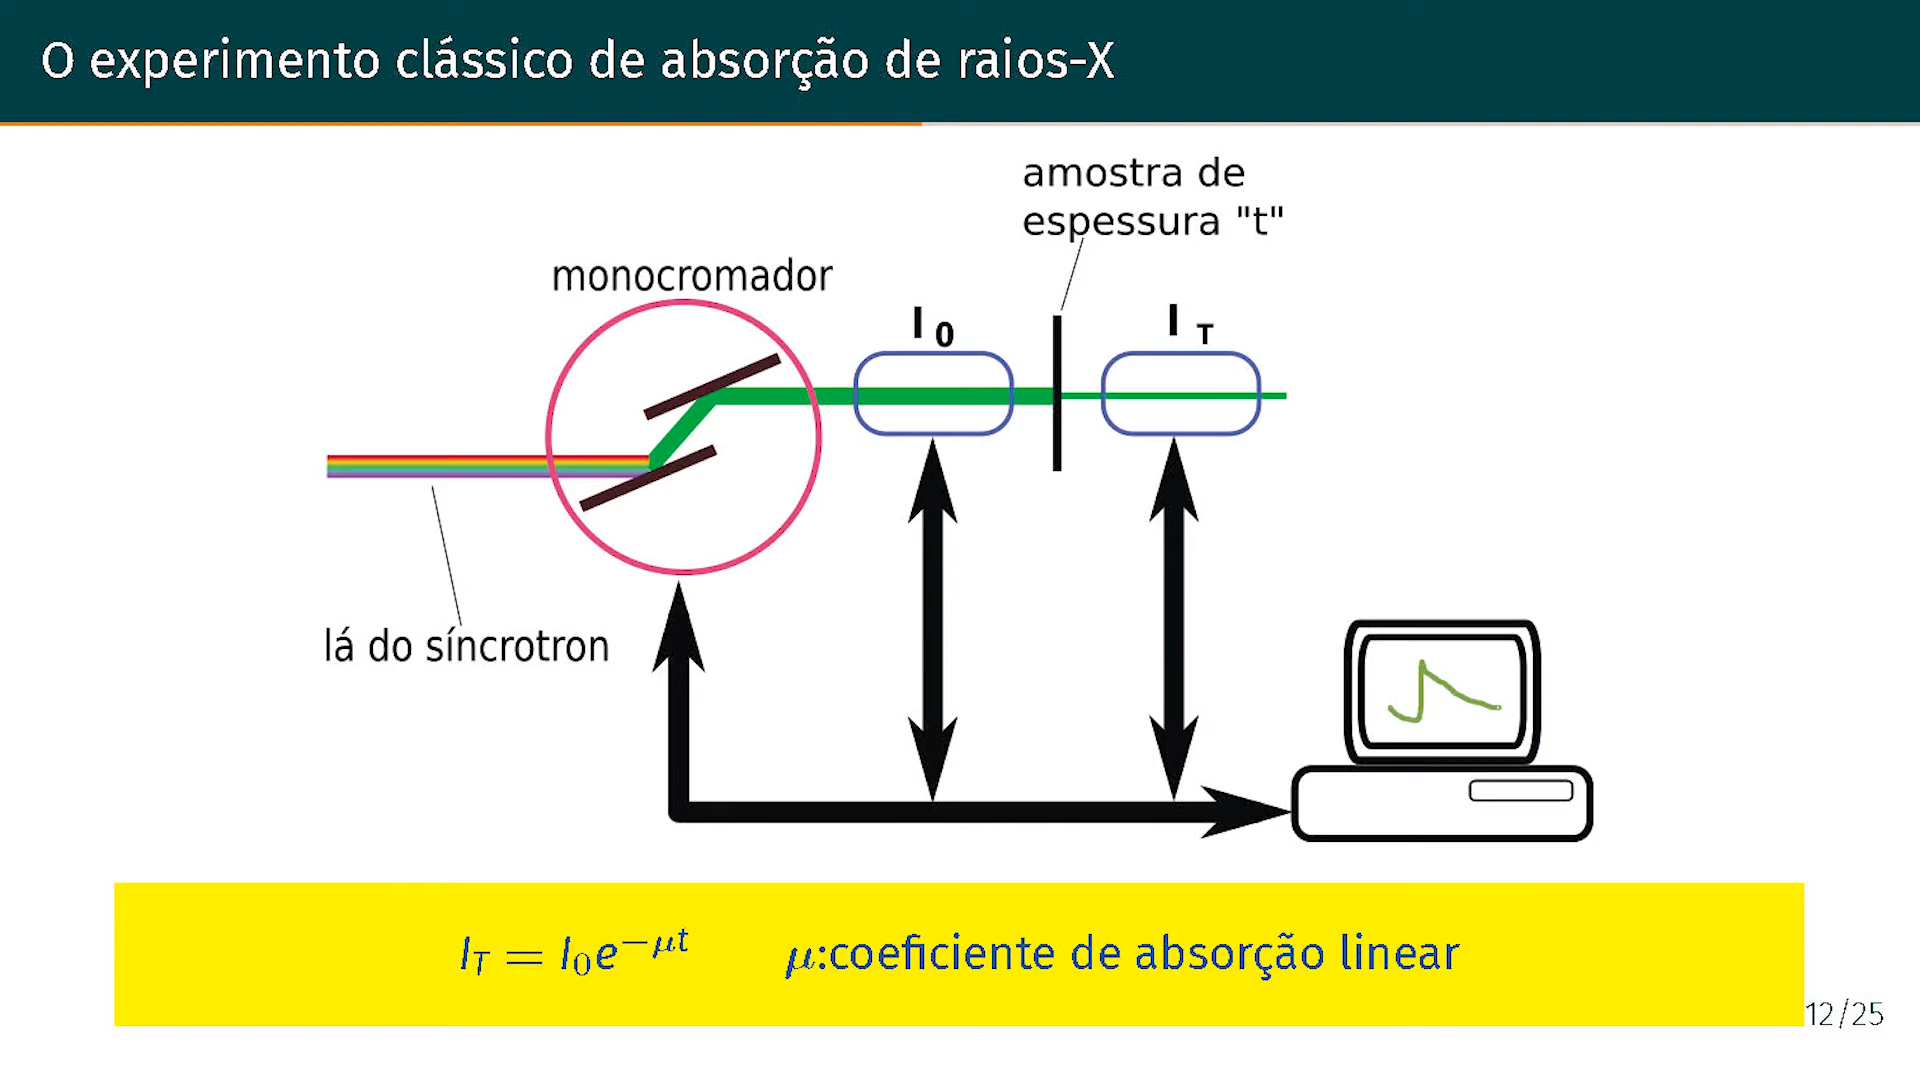 O experimento clássico de absorção de raios-X
amostra de
espessura "t"
monocromador
I 0
I T
lá do síncrotron
I_T = I_0 e^{−μt} μ:coeficiente de absorção linear
12/25